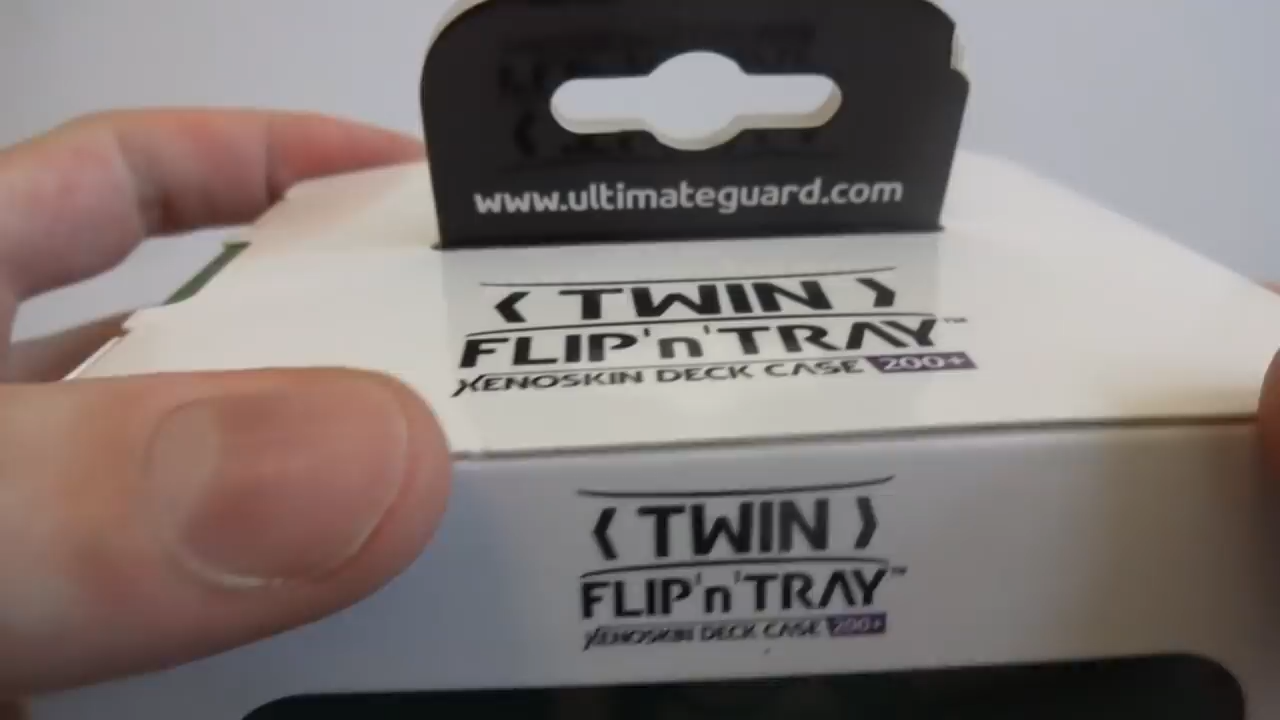 www.ultimateguard.com
❬ TWIN ❭
FLIP'n'TRAY™
XENOSKIN DECK CASE 200+
❬ TWIN ❭
FLIP'n'TRAY™
XENOSKIN DECK CASE 200+